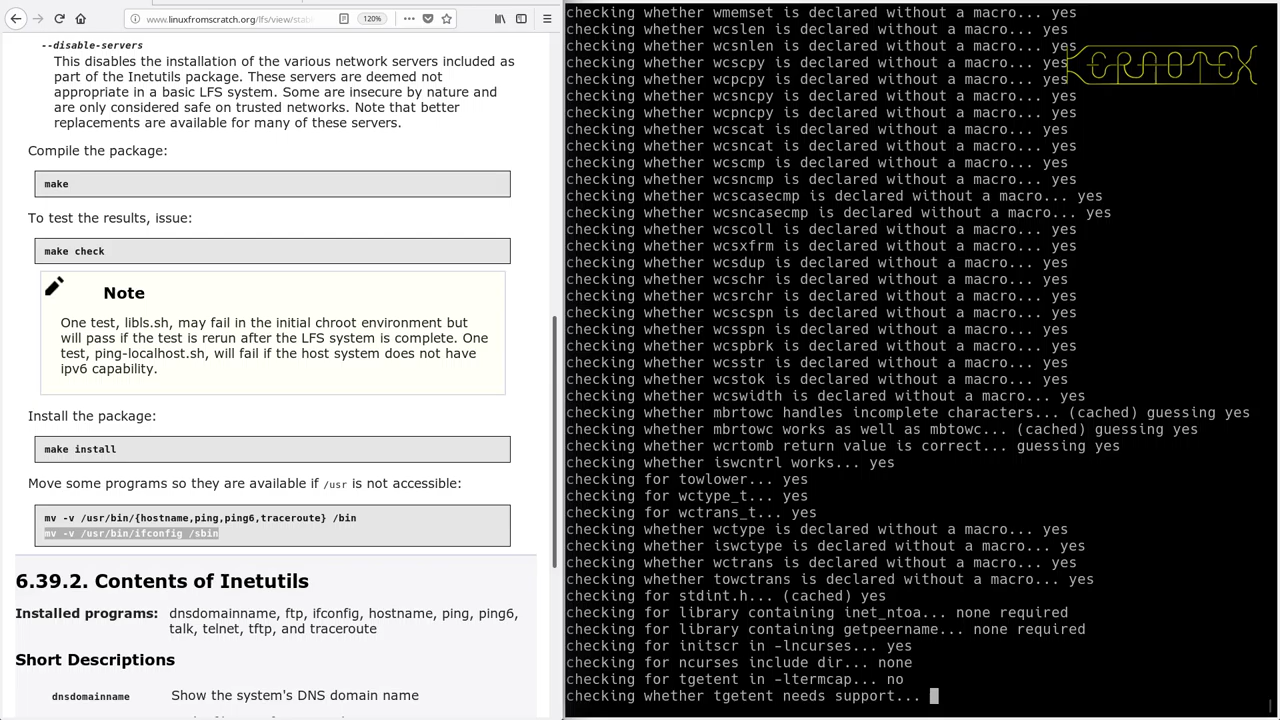 www.linuxfromscratch.org/lfs/view/stab
120%
--disable-servers
This disables the installation of the various network servers included as
part of the Inetutils package. These servers are deemed not
appropriate in a basic LFS system. Some are insecure by nature and
are only considered safe on trusted networks. Note that better
replacements are available for many of these servers.
Compile the package:
make
To test the results, issue:
make check
Note
One test, libls.sh, may fail in the initial chroot environment but
will pass if the test is rerun after the LFS system is complete. One
test, ping-localhost.sh, will fail if the host system does not have
ipv6 capability.
Install the package:
make install
Move some programs so they are available if /usr is not accessible:
mv -v /usr/bin/{hostname,ping,ping6,traceroute} /bin
mv -v /usr/bin/ifconfig /sbin
6.39.2. Contents of Inetutils
Installed programs: dnsdomainname, ftp, ifconfig, hostname, ping, ping6,
talk, telnet, tftp, and traceroute
Short Descriptions
dnsdomainname Show the system's DNS domain name
checking whether wmemset is declared without a macro... yes
checking whether wcslen is declared without a macro... yes
checking whether wcsnlen is declared without a macro... yes
checking whether wcscpy is declared without a macro... yes
checking whether wcpcpy is declared without a macro... yes
checking whether wcsncpy is declared without a macro... yes
checking whether wcpncpy is declared without a macro... yes
checking whether wcscat is declared without a macro... yes
checking whether wcsncat is declared without a macro... yes
checking whether wcscmp is declared without a macro... yes
checking whether wcsncmp is declared without a macro... yes
checking whether wcscasecmp is declared without a macro... yes
checking whether wcsncasecmp is declared without a macro... yes
checking whether wcscoll is declared without a macro... yes
checking whether wcsxfrm is declared without a macro... yes
checking whether wcsdup is declared without a macro... yes
checking whether wcschr is declared without a macro... yes
checking whether wcsrchr is declared without a macro... yes
checking whether wcscspn is declared without a macro... yes
checking whether wcsspn is declared without a macro... yes
checking whether wcspbrk is declared without a macro... yes
checking whether wcsstr is declared without a macro... yes
checking whether wcstok is declared without a macro... yes
checking whether wcswidth is declared without a macro... yes
checking whether mbrtowc handles incomplete characters... (cached) guessing yes
checking whether mbrtowc works as well as mbtowc... (cached) guessing yes
checking whether wcrtomb return value is correct... guessing yes
checking whether iswcntrl works... yes
checking for towlower... yes
checking for wctype_t... yes
checking for wctrans_t... yes
checking whether wctype is declared without a macro... yes
checking whether iswctype is declared without a macro... yes
checking whether wctrans is declared without a macro... yes
checking whether towctrans is declared without a macro... yes
checking for stdint.h... (cached) yes
checking for library containing inet_ntoa... none required
checking for library containing getpeername... none required
checking for initscr in -lncurses... yes
checking for ncurses include dir... none
checking for tgetent in -ltermcap... no
checking whether tgetent needs support...